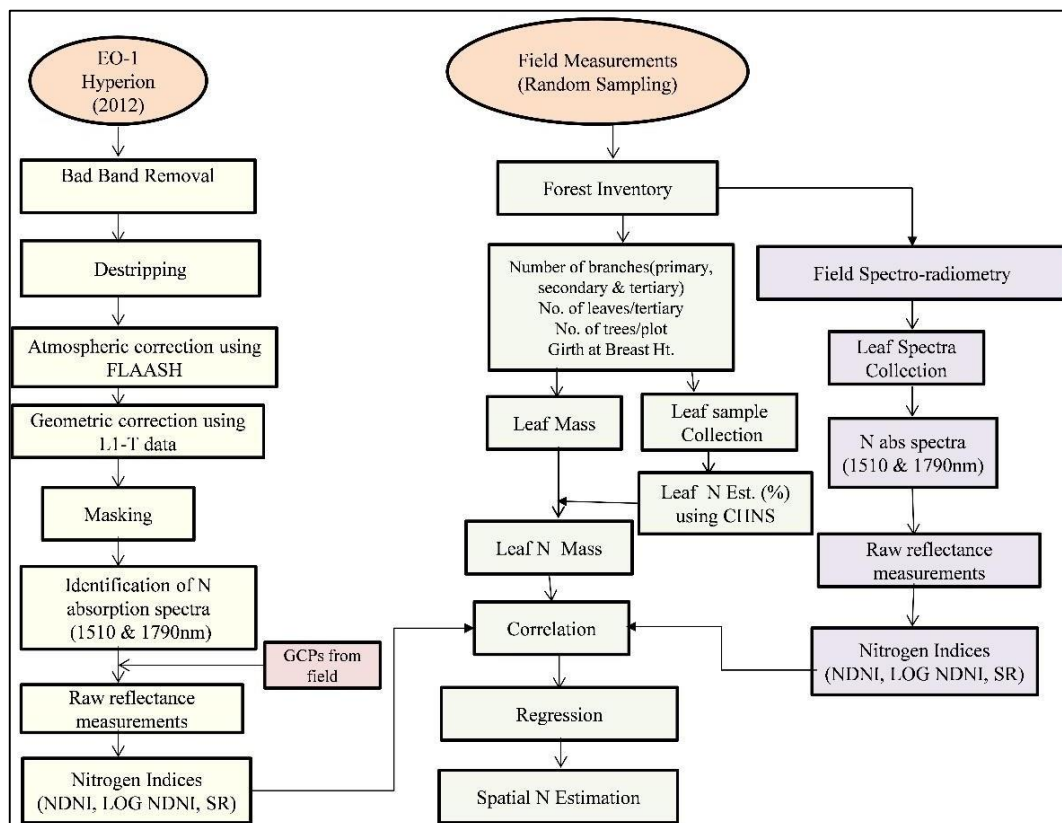 EO-1
Hyperion
(2012)
Bad Band Removal
Destripping
Atmospheric correction using
FLAASH
Geometric correction using
L1-T data
Masking
Identification of N
absorption spectra
(1510 & 1790nm)
GCPs from
field
Raw reflectance
measurements
Nitrogen Indices
(NDNI, LOG NDNI, SR)
Field Measurements
(Random Sampling)
Forest Inventory
Number of branches(primary,
secondary & tertiary)
No. of leaves/tertiary
No. of trees/plot
Girth at Breast Ht.
Leaf Mass
Leaf sample
Collection
Leaf N Est. (%)
using CHNS
Leaf N Mass
Correlation
Regression
Spatial N Estimation
Field Spectro-radiometry
Leaf Spectra
Collection
N abs spectra
(1510 & 1790nm)
Raw reflectance
measurements
Nitrogen Indices
(NDNI, LOG NDNI, SR)